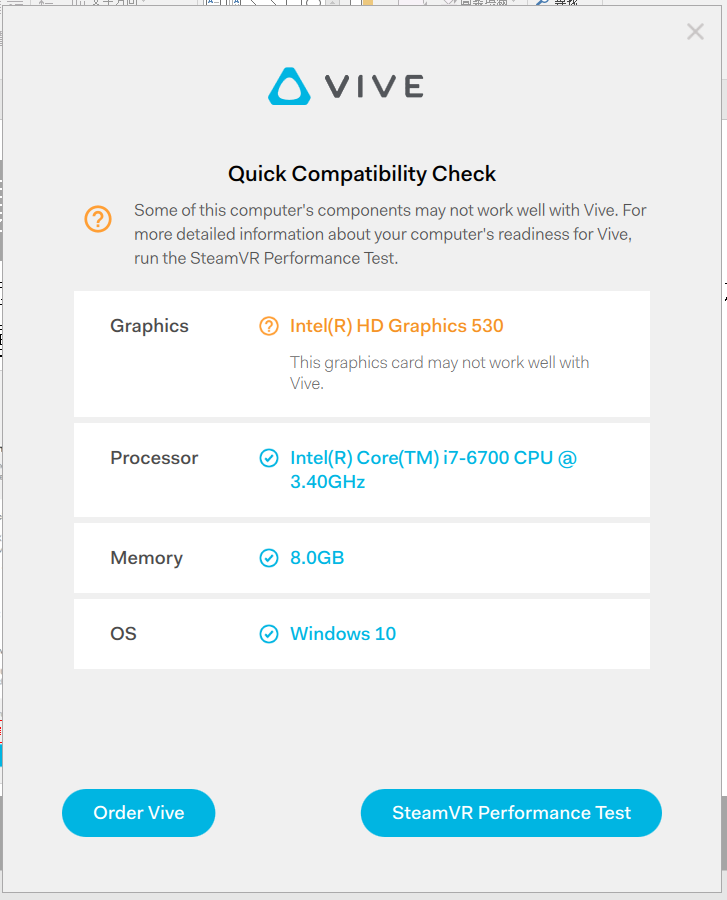 VIVE
Quick Compatibility Check
Some of this computer's components may not work well with Vive. For
more detailed information about your computer's readiness for Vive,
run the SteamVR Performance Test.
Graphics
Intel(R) HD Graphics 530
This graphics card may not work well with
Vive.
Processor
Intel(R) Core(TM) i7-6700 CPU @
3.40GHz
Memory
8.0GB
OS
Windows 10
Order Vive
SteamVR Performance Test